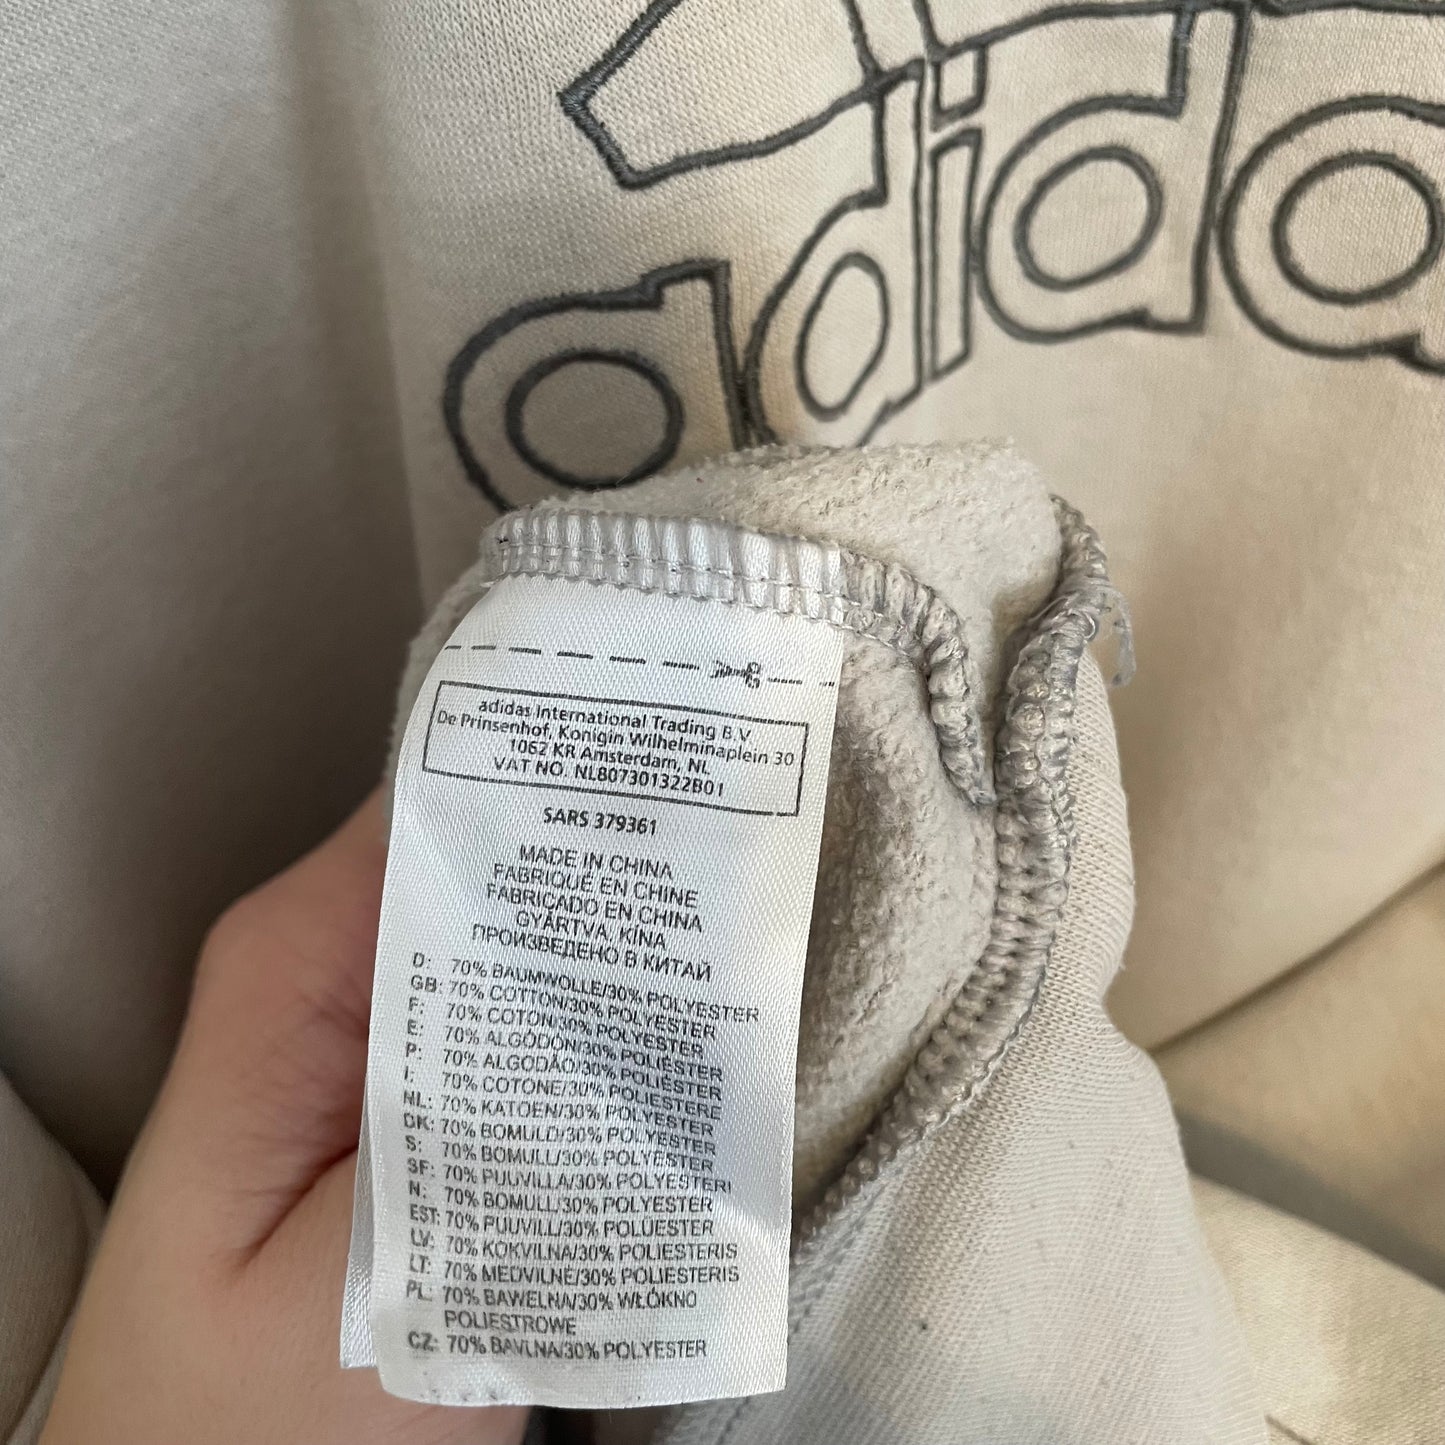 adidas
adidas International Trading B.V.
De Prinsenhof, Konigin Wilhelminaplein 30
1062 KR Amsterdam, NL
VAT NO. NL807301322B01
SARS 379361
MADE IN CHINA
FABRIQUÉ EN CHINE
FABRICADO EN CHINA
GYÁRTVA, KÍNA
ПРОИЗВЕДЕНО В КИТАЙ
D: 70% BAUMWOLLE/30% POLYESTER
GB: 70% COTTON/30% POLYESTER
F: 70% COTON/30% POLYESTER
E: 70% ALGODÓN/30% POLIÉSTER
P: 70% ALGODÃO/30% POLIÉSTER
I: 70% COTONE/30% POLIESTERE
NL: 70% KATOEN/30% POLYESTER
DK: 70% BOMULD/30% POLYESTER
S: 70% BOMULL/30% POLYESTER
SF: 70% PUUVILLA/30% POLYESTERI
N: 70% BOMULL/30% POLYESTER
EST: 70% PUUVILL/30% POLÜESTER
LV: 70% KOKVILNA/30% POLIESTERIS
LT: 70% MEDVILNĖ/30% POLIESTERIS
PL: 70% BAWEŁNA/30% WŁÓKNO
POLIESTROWE
CZ: 70% BAVLNA/30% POLYESTER